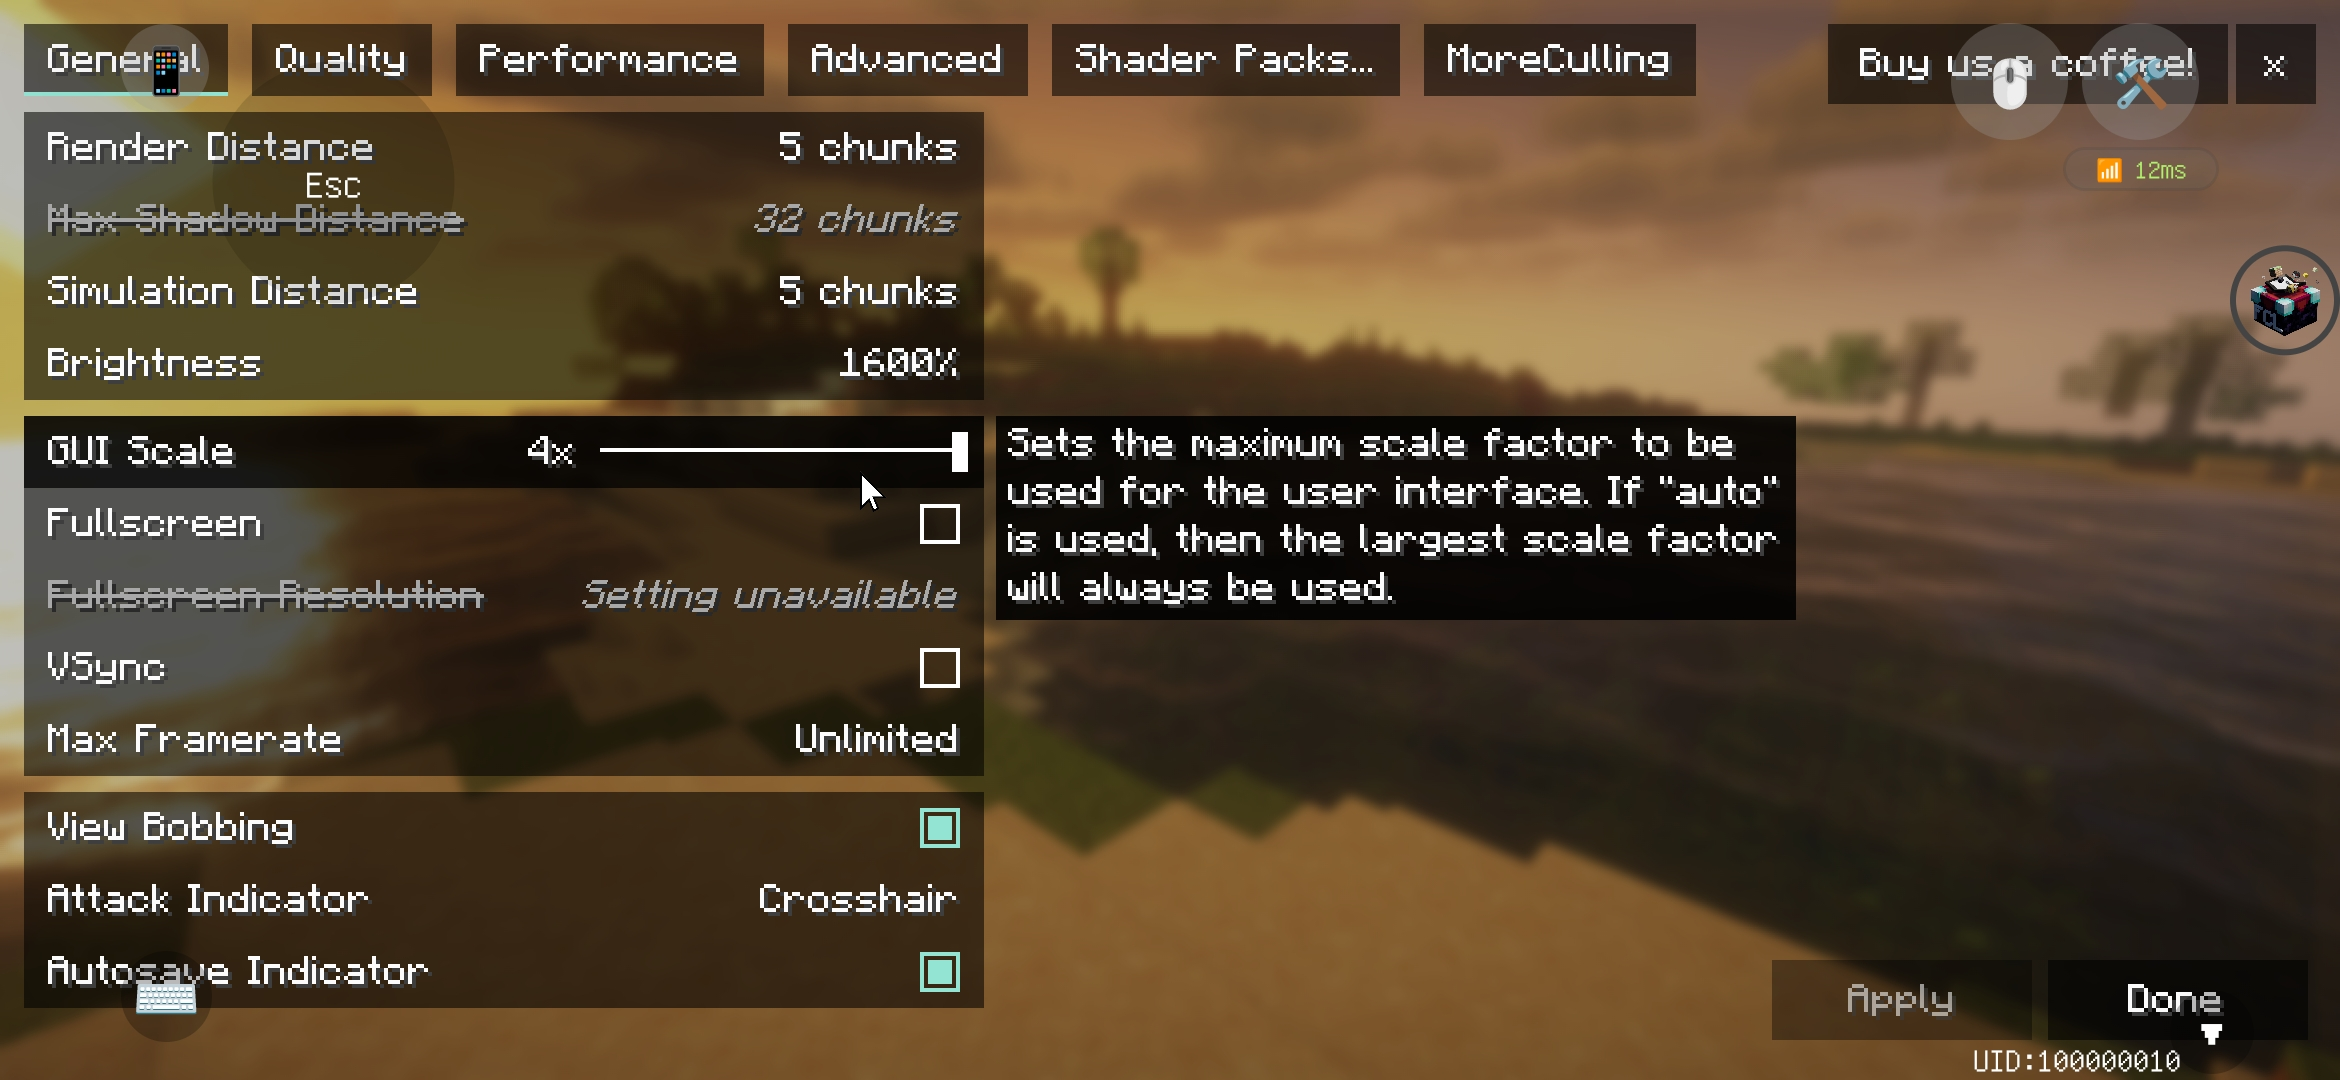 General
Quality
Performance
Advanced
Shader Packs...
MoreCulling
Buy us a coffee!
x
Render Distance 5 chunks
Esc
Max Shadow Distance 32 chunks
12ms
Simulation Distance 5 chunks
FCL
Brightness 1600%
GUI Scale 4x
Sets the maximum scale factor to be
used for the user interface. If "auto"
is used, then the largest scale factor
will always be used.
Fullscreen
Fullscreen Resolution Setting unavailable
VSync
Max Framerate Unlimited
View Bobbing
Attack Indicator Crosshair
Autosave Indicator
Apply
Done
UID:100000010